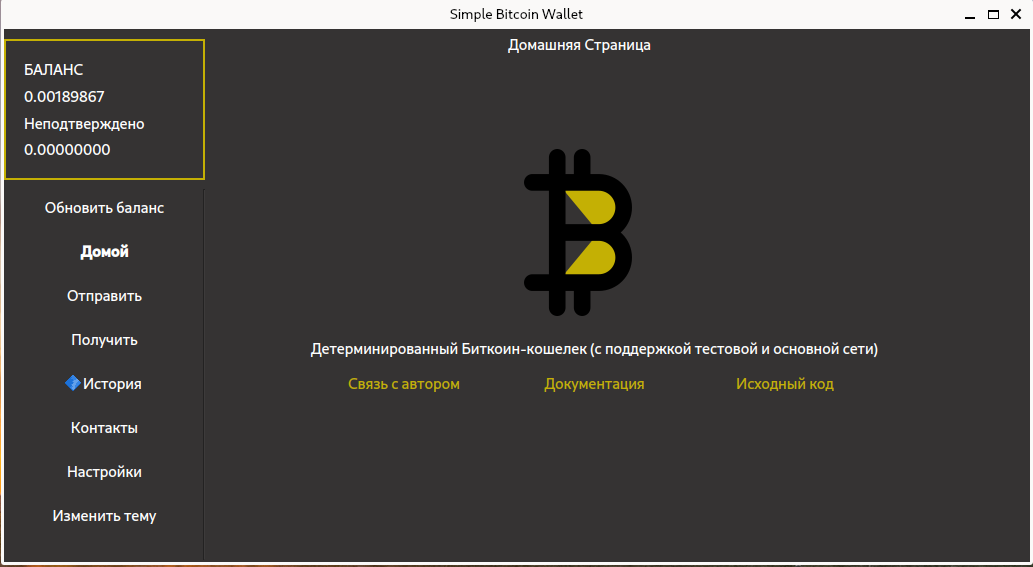 Simple Bitcoin Wallet
БАЛАНС
0.00189867
Неподтверждено
0.00000000
Обновить баланс
Домой
Отправить
Получить
История
Контакты
Настройки
Изменить тему
Домашняя Страница
Детерминированный Биткоин-кошелек (с поддержкой тестовой и основной сети)
Связь с автором Документация Исходный код